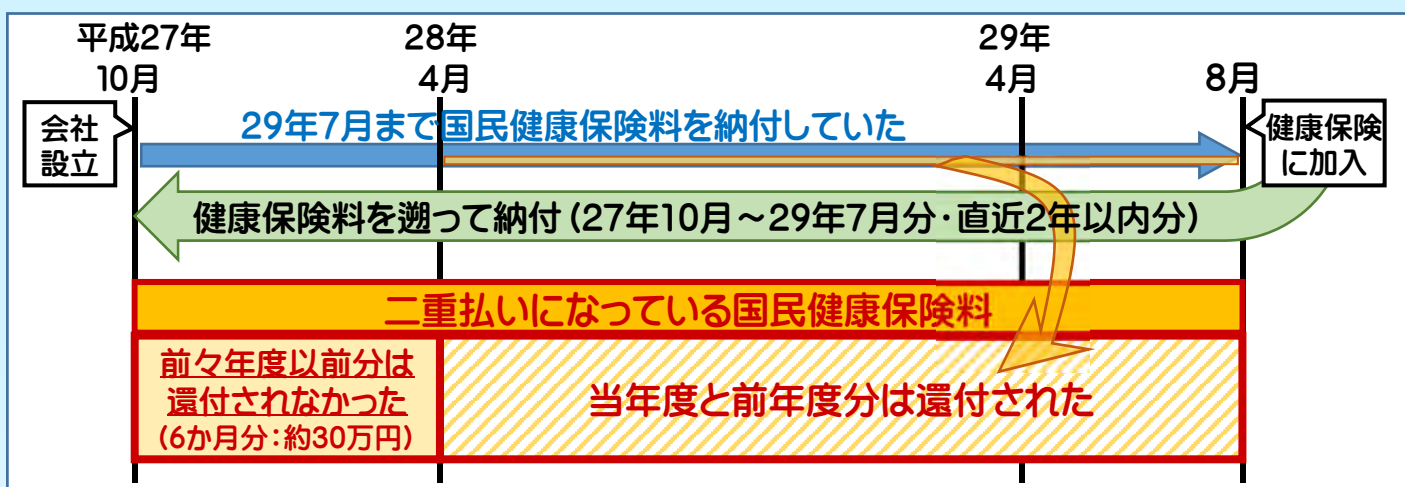 平成27年
10月
28年
4月
29年
4月
8月
会社
設立
29年7月まで国民健康保険料を納付していた
健康保険
に加入
健康保険料を遡って納付(27年10月～29年7月分・直近2年以内分)
二重払いになっている国民健康保険料
前々年度以前分は
還付されなかった
(6か月分:約30万円)
当年度と前年度分は還付された